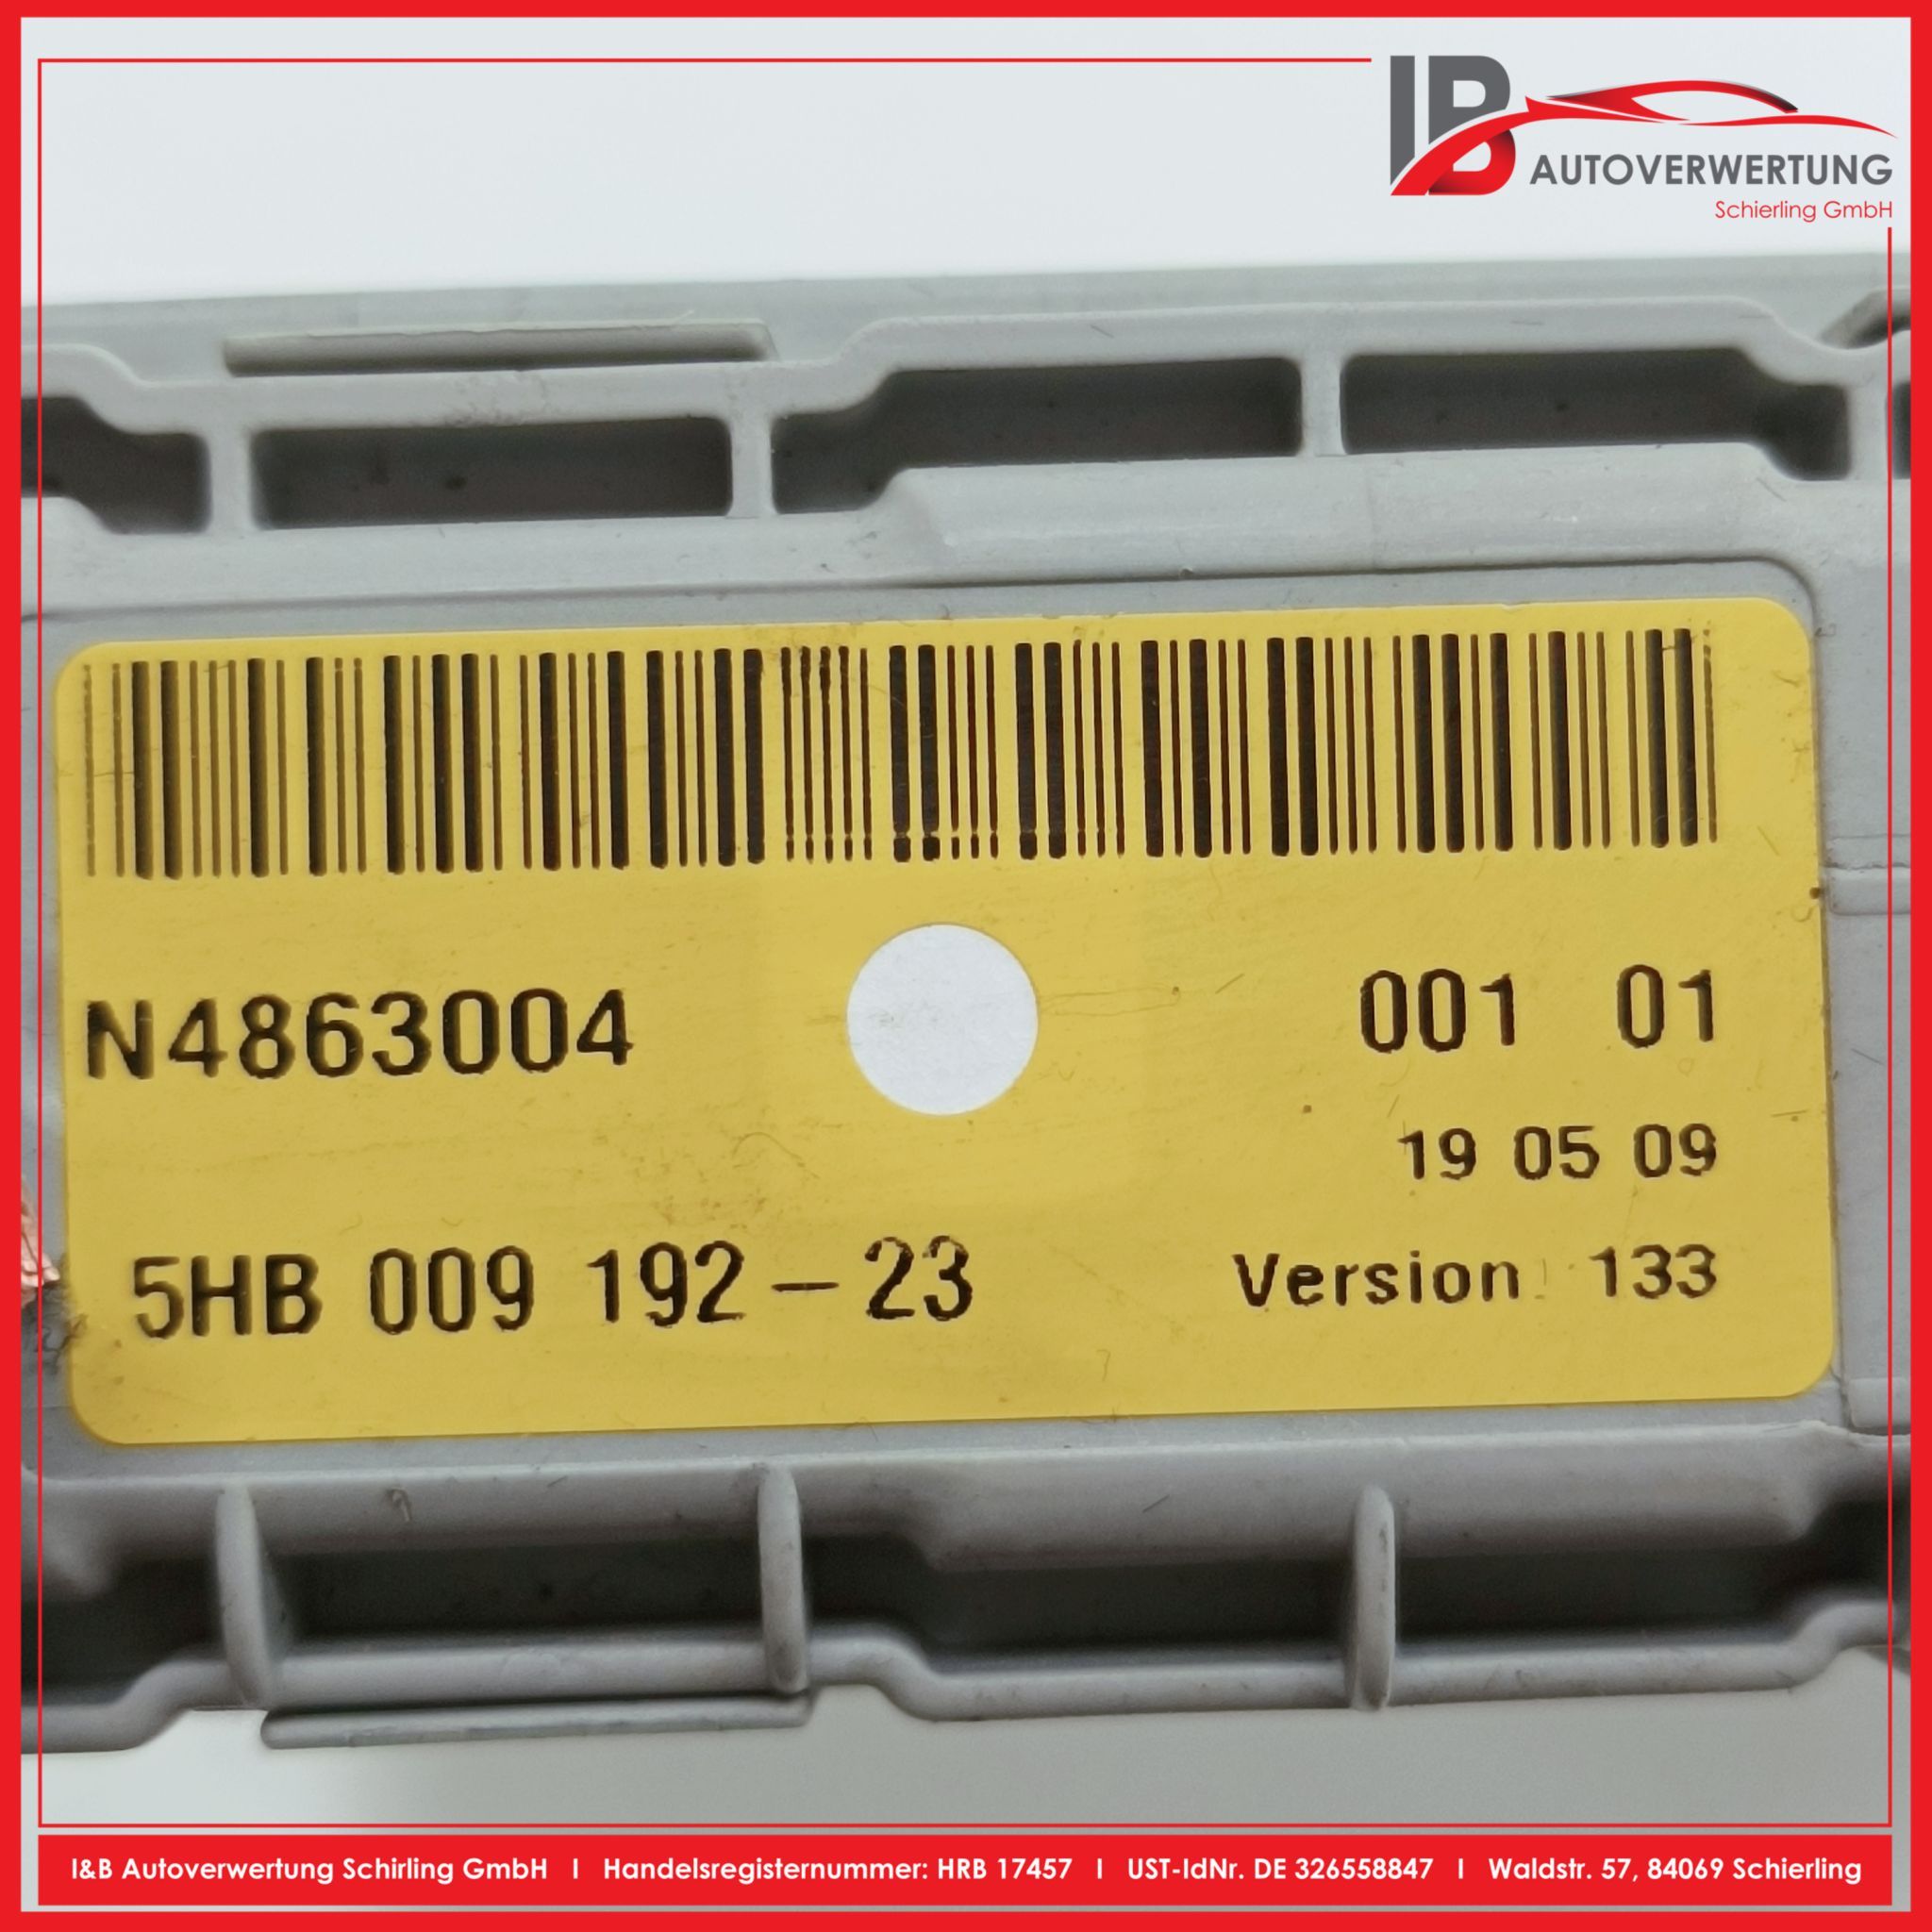 IB AUTOVERWERTUNG
Schierling GmbH
N4863004
001 01
19 05 09
5HB 009 192-23
Version 133
I&B Autoverwertung Schirling GmbH I Handelsregisternummer: HRB 17457 I UST-IdNr. DE 326558847 I Waldstr. 57, 84069 Schierling